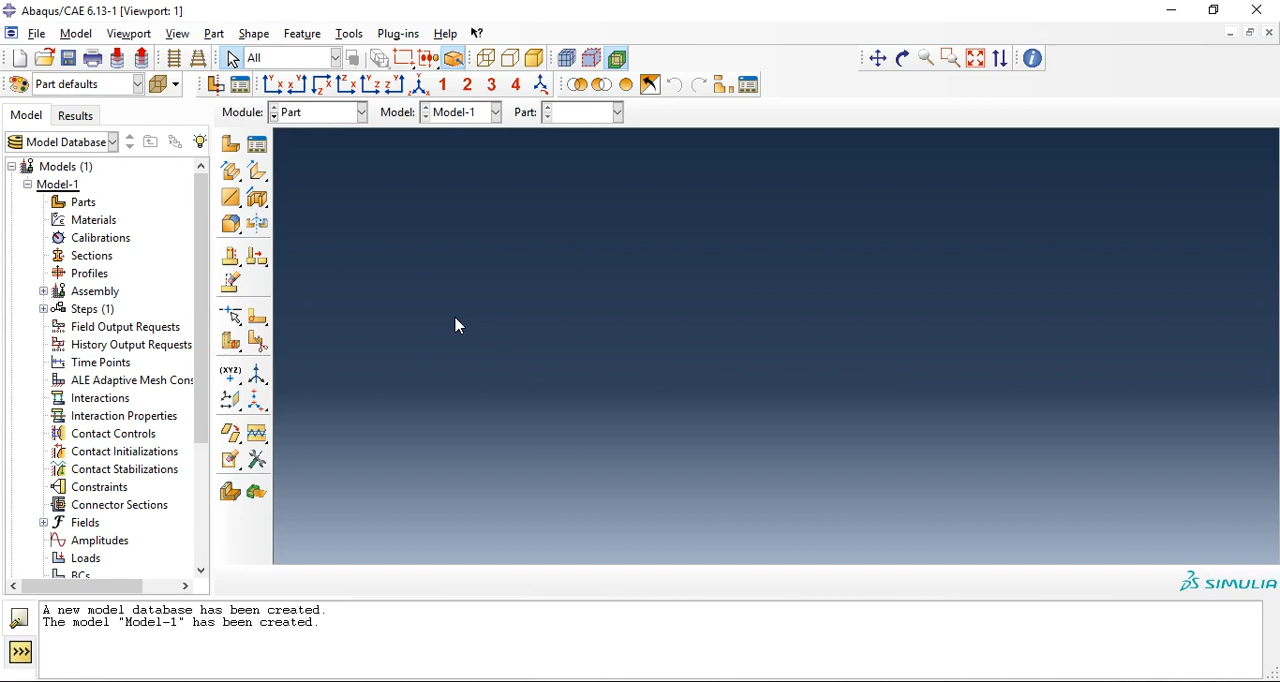 Abaqus/CAE 6.13-1 [Viewport: 1]
File Model Viewport View Part Shape Feature Tools Plug-ins Help
All
Part defaults
1 2 3 4
Model Results
Module: Part Model: Model-1 Part:
Model Database
Models (1)
Model-1
Parts
Materials
Calibrations
Sections
Profiles
Assembly
Steps (1)
Field Output Requests
History Output Requests
Time Points
ALE Adaptive Mesh Cons
Interactions
Interaction Properties
Contact Controls
Contact Initializations
Contact Stabilizations
Constraints
Connector Sections
Fields
Amplitudes
Loads
BCs
(XYZ)
SIMULIA
A new model database has been created.
The model "Model-1" has been created.
>>>